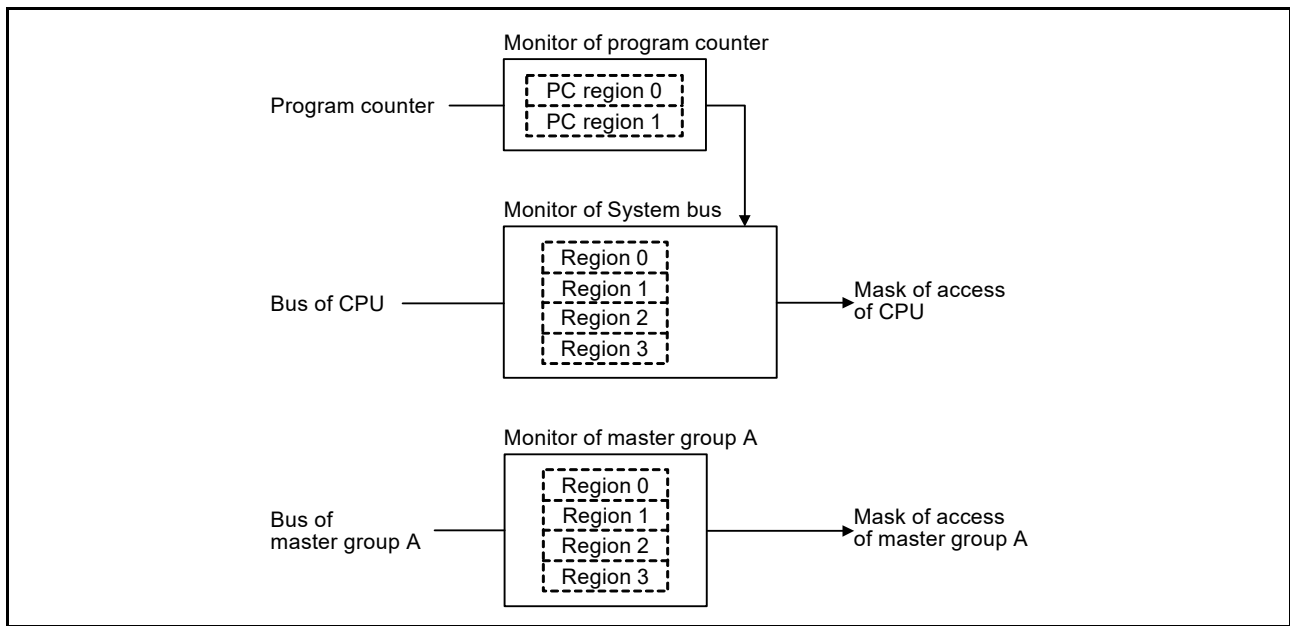 Monitor of program counter
Program counter
PC region 0
PC region 1
Monitor of System bus
Bus of CPU
Region 0
Region 1
Region 2
Region 3
Mask of access
of CPU
Monitor of master group A
Bus of
master group A
Region 0
Region 1
Region 2
Region 3
Mask of access
of master group A